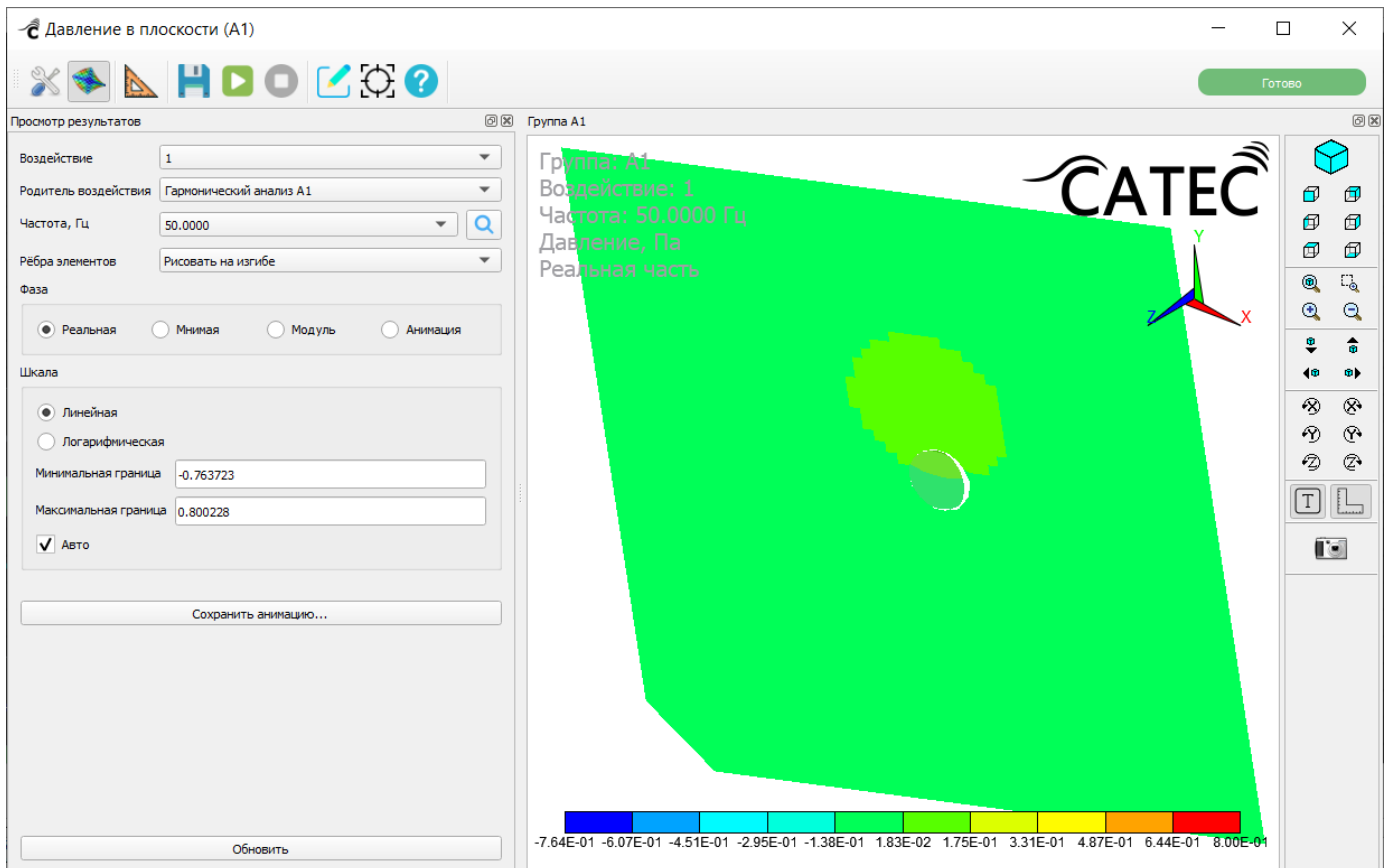 Давление в плоскости (А1)
Готово
Просмотр результатов
Группа А1
Воздействие
1
Родитель воздействия
Гармонический анализ А1
Частота, Гц
50.0000
Рёбра элементов
Рисовать на изгибе
Фаза
Реальная
Мнимая
Модуль
Анимация
Шкала
Линейная
Логарифмическая
Минимальная граница
-0.763723
Максимальная граница
0.800228
Авто
Сохранить анимацию...
Обновить
Группа: А1
Воздействие: 1
Частота: 50.0000 Гц
Давление, Па
Реальная часть
CATEC
Y
Z
X
-7.64E-01 -6.07E-01 -4.51E-01 -2.95E-01 -1.38E-01 1.83E-02 1.75E-01 3.31E-01 4.87E-01 6.44E-01 8.00E-01
X
X
Y
Y
Z
Z
T